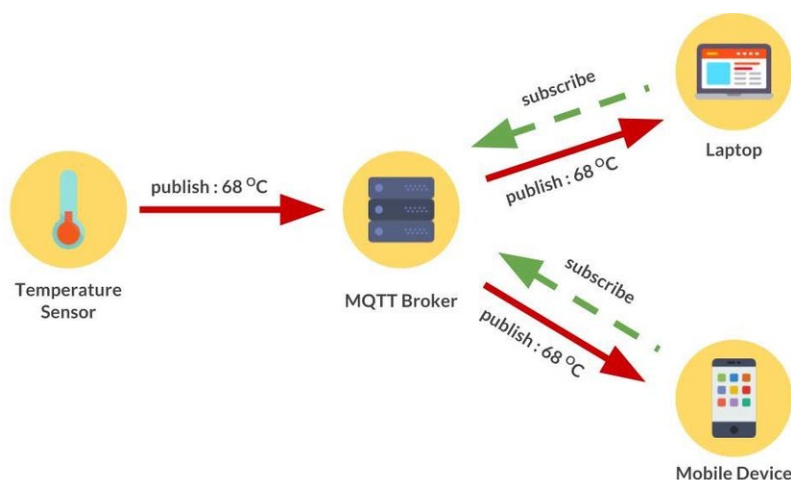 subscribe
Laptop
publish : 68 °C
publish : 68 °C
Temperature
Sensor
MQTT Broker
subscribe
publish : 68 °C
Mobile Device